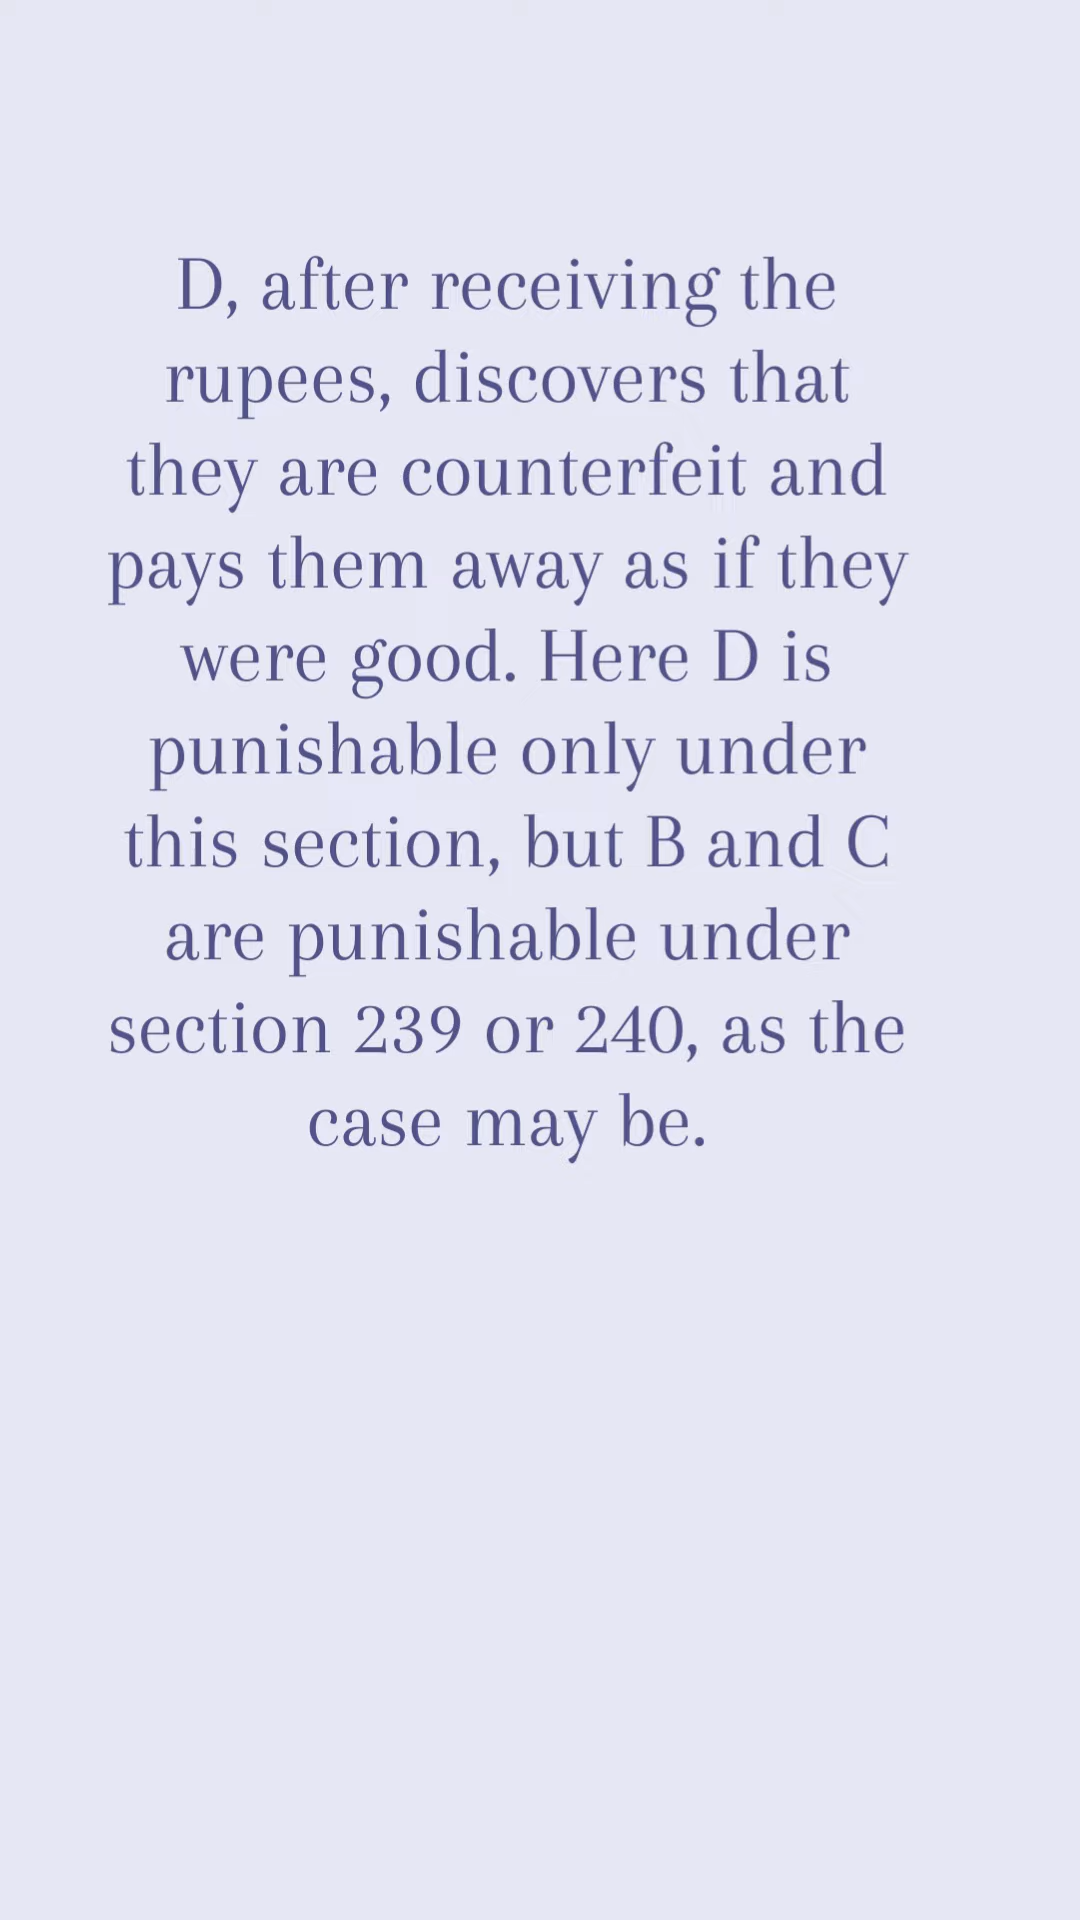 D, after receiving the
rupees, discovers that
they are counterfeit and
pays them away as if they
were good. Here D is
punishable only under
this section, but B and C
are punishable under
section 239 or 240, as the
case may be.